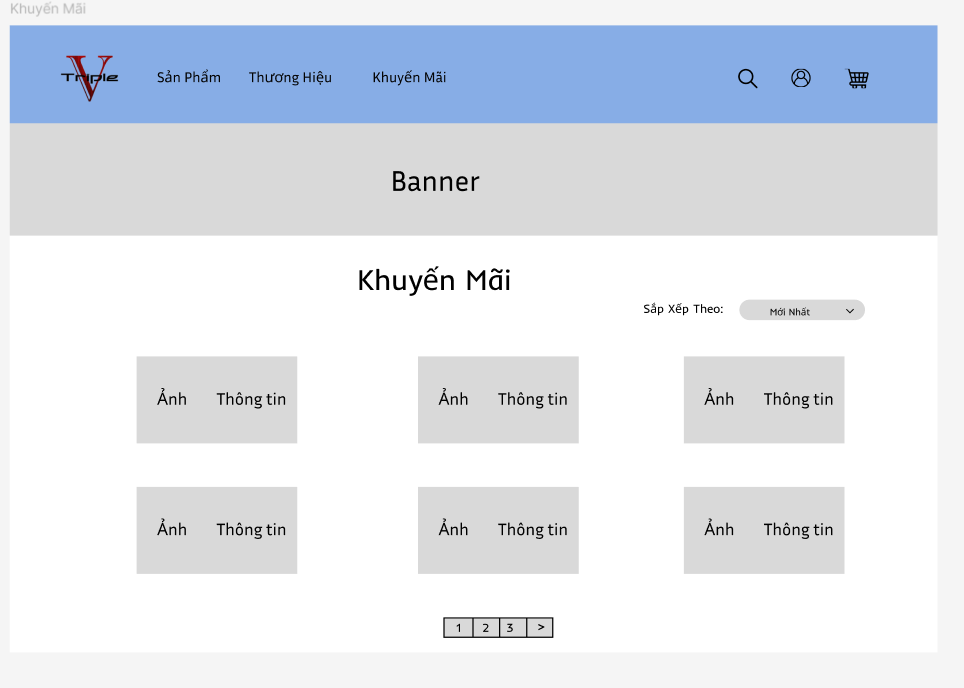 Khuyến Mãi
V
Triple
Sản Phẩm Thương Hiệu Khuyến Mãi
Banner
Khuyến Mãi
Sắp Xếp Theo: Mới Nhất
Ảnh Thông tin Ảnh Thông tin Ảnh Thông tin
Ảnh Thông tin Ảnh Thông tin Ảnh Thông tin
1 2 3 >